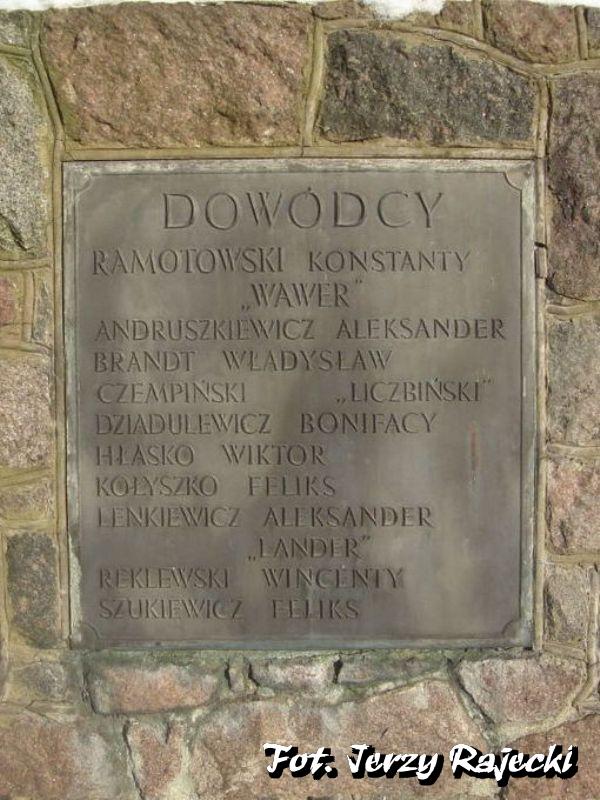 DOWÓDCY
RAMOTOWSKI KONSTANTY
„WAWER”
ANDRUSZKIEWICZ ALEKSANDER
BRANDT WŁADYSŁAW
CZEMPIŃSKI „LICZBIŃSKI”
DZIADULEWICZ BONIFACY
HŁASKO WIKTOR
KOŁYSZKO FELIKS
LENKIEWICZ ALEKSANDER
„LANDER”
REKLEWSKI WINCENTY
SZUKIEWICZ FELIKS
Fot. Jerzy Rajecki